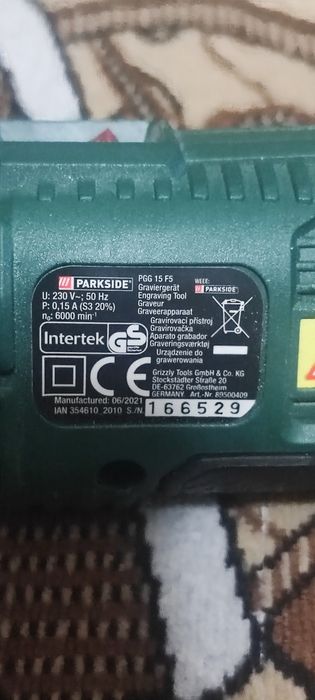 PARKSIDE®
U: 230 V~; 50 Hz
P: 0,15 A (S3 20%)
n₀: 6000 min⁻¹
Intertek GS
CE
Manufactured: 06/2021
IAN 354610_2010 S./N. 166529
PGG 15 F5
Graviergerät
Engraving Tool
Graveur
Graveerapparaat
Gravírovací přístroj
Gravírovačka
Aparato grabador
Graveringsværktøj
Urządzenie do
grawerowania
WEEE:
PARKSIDE®
Grizzly Tools GmbH & Co. KG
Stockstädter Straße 20
DE-63762 Großostheim
GERMANY Art.-Nr. 89500409